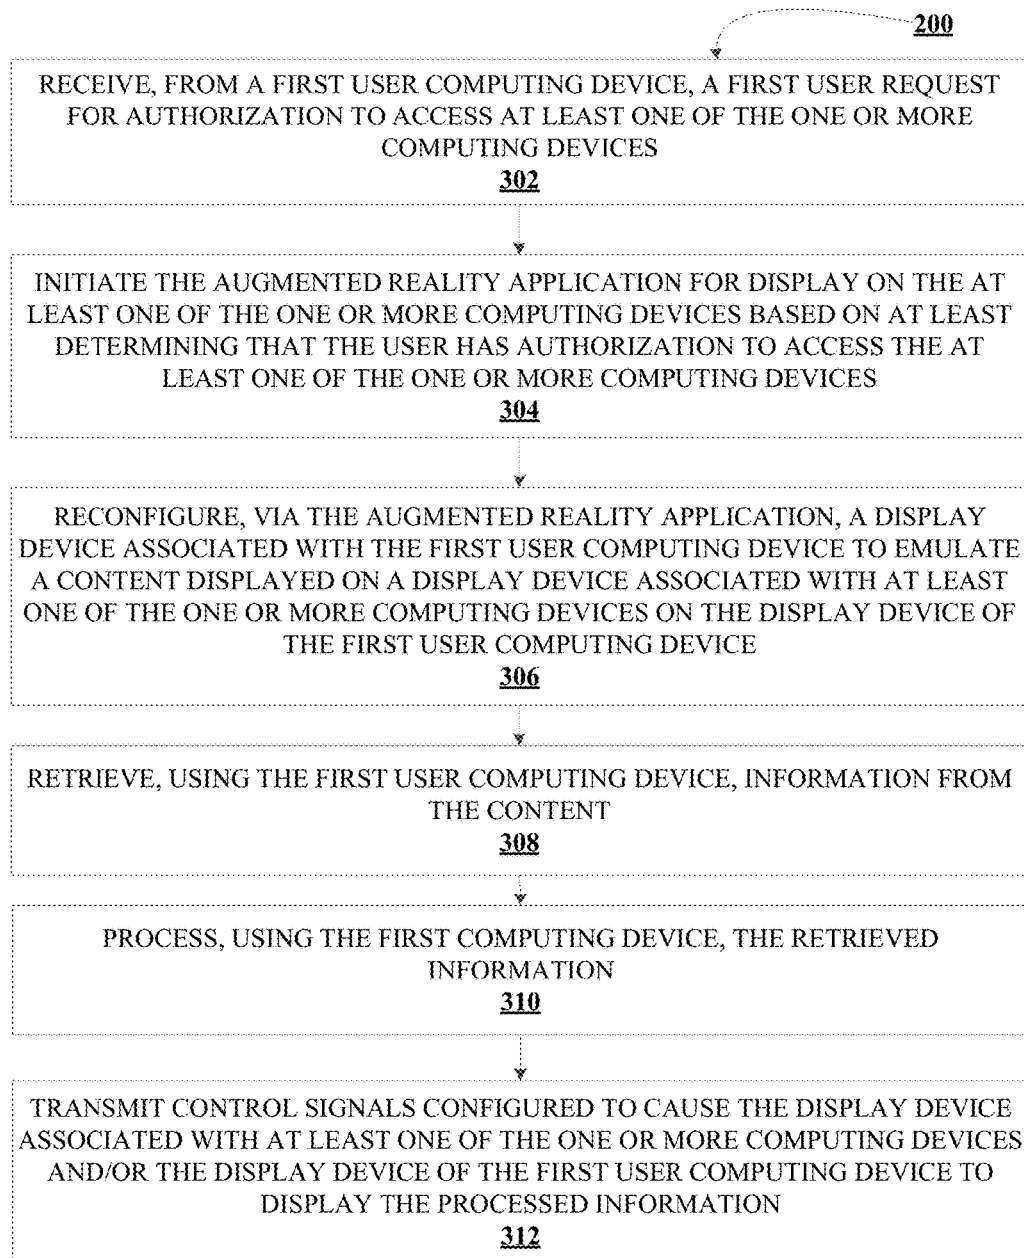 200
RECEIVE, FROM A FIRST USER COMPUTING DEVICE, A FIRST USER REQUEST
FOR AUTHORIZATION TO ACCESS AT LEAST ONE OF THE ONE OR MORE
COMPUTING DEVICES
302
INITIATE THE AUGMENTED REALITY APPLICATION FOR DISPLAY ON THE AT
LEAST ONE OF THE ONE OR MORE COMPUTING DEVICES BASED ON AT LEAST
DETERMINING THAT THE USER HAS AUTHORIZATION TO ACCESS THE AT
LEAST ONE OF THE ONE OR MORE COMPUTING DEVICES
304
RECONFIGURE, VIA THE AUGMENTED REALITY APPLICATION, A DISPLAY
DEVICE ASSOCIATED WITH THE FIRST USER COMPUTING DEVICE TO EMULATE
A CONTENT DISPLAYED ON A DISPLAY DEVICE ASSOCIATED WITH AT LEAST
ONE OF THE ONE OR MORE COMPUTING DEVICES ON THE DISPLAY DEVICE OF
THE FIRST USER COMPUTING DEVICE
306
RETRIEVE, USING THE FIRST USER COMPUTING DEVICE, INFORMATION FROM
THE CONTENT
308
PROCESS, USING THE FIRST COMPUTING DEVICE, THE RETRIEVED
INFORMATION
310
TRANSMIT CONTROL SIGNALS CONFIGURED TO CAUSE THE DISPLAY DEVICE
ASSOCIATED WITH AT LEAST ONE OF THE ONE OR MORE COMPUTING DEVICES
AND/OR THE DISPLAY DEVICE OF THE FIRST USER COMPUTING DEVICE TO
DISPLAY THE PROCESSED INFORMATION
312